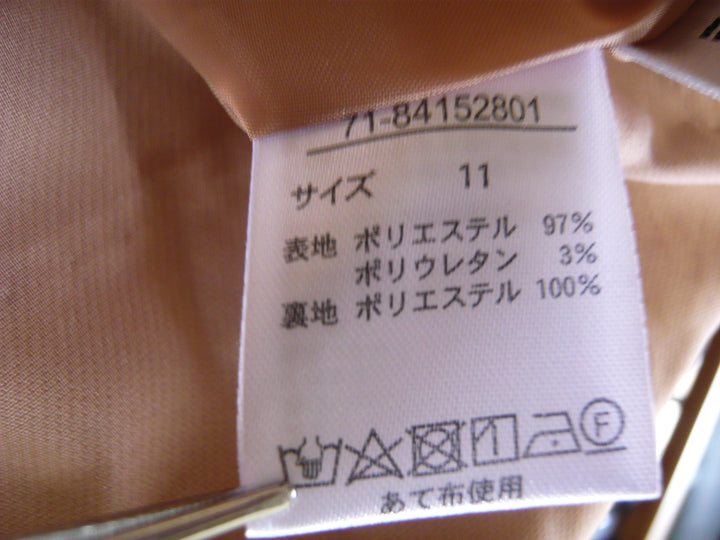 71-84152801
サイズ 11
表地 ポリエステル 97%
ポリウレタン 3%
裏地 ポリエステル 100%
F
あて布使用